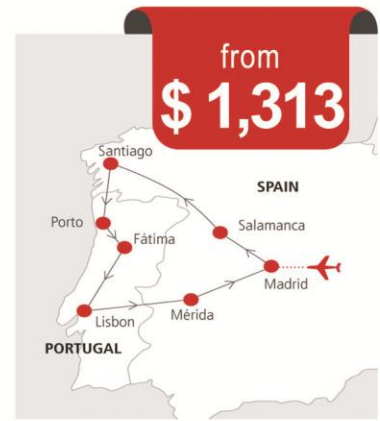 from
$ 1,313
Santiago
SPAIN
Porto
Salamanca
Fátima
Madrid
Lisbon
Mérida
PORTUGAL